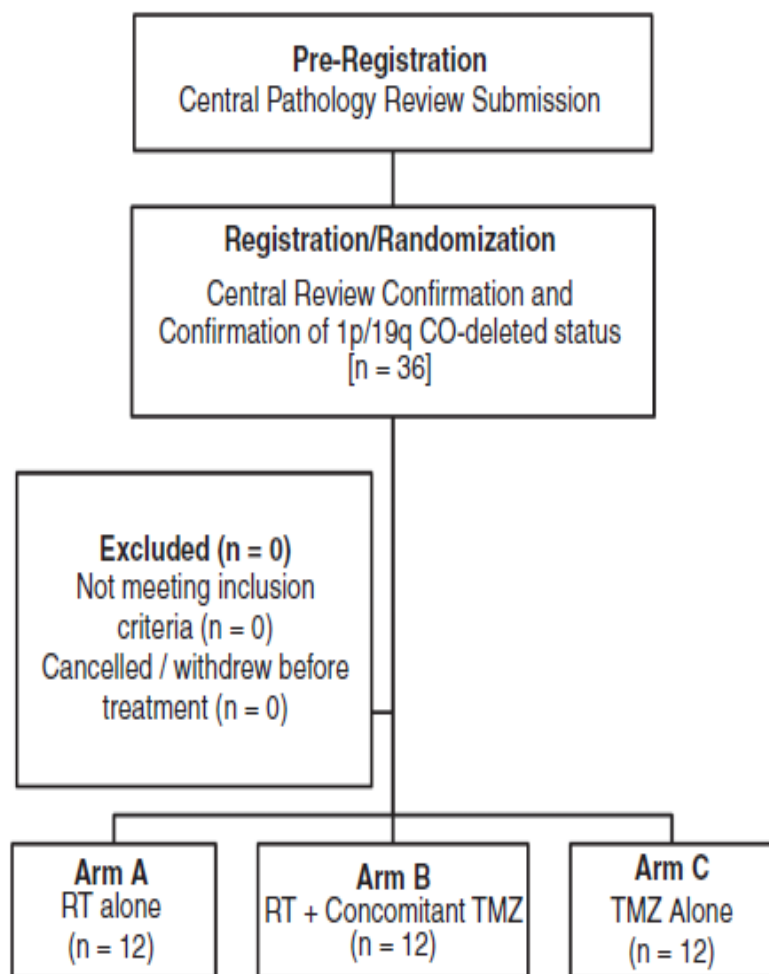 Pre-Registration
Central Pathology Review Submission
Registration/Randomization
Central Review Confirmation and
Confirmation of 1p/19q CO-deleted status
[n = 36]
Excluded (n = 0)
Not meeting inclusion
criteria (n = 0)
Cancelled / withdrew before
treatment (n = 0)
Arm A
RT alone
(n = 12)
Arm B
RT + Concomitant TMZ
(n = 12)
Arm C
TMZ Alone
(n = 12)